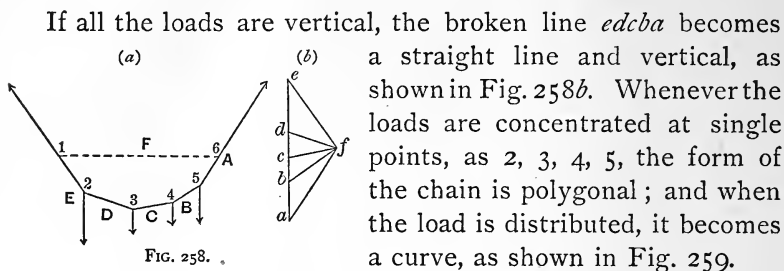 If all the loads are vertical, the broken line edcba becomes
a straight line and vertical, as
shown in Fig. 258b. Whenever the
loads are concentrated at single
points, as 2, 3, 4, 5, the form of
the chain is polygonal; and when
the load is distributed, it becomes
a curve, as shown in Fig. 259.
(a)
1
F
6
A
2
E
D
3
C
4
B
5
(b)
e
d
c
b
a
f
FIG. 258.